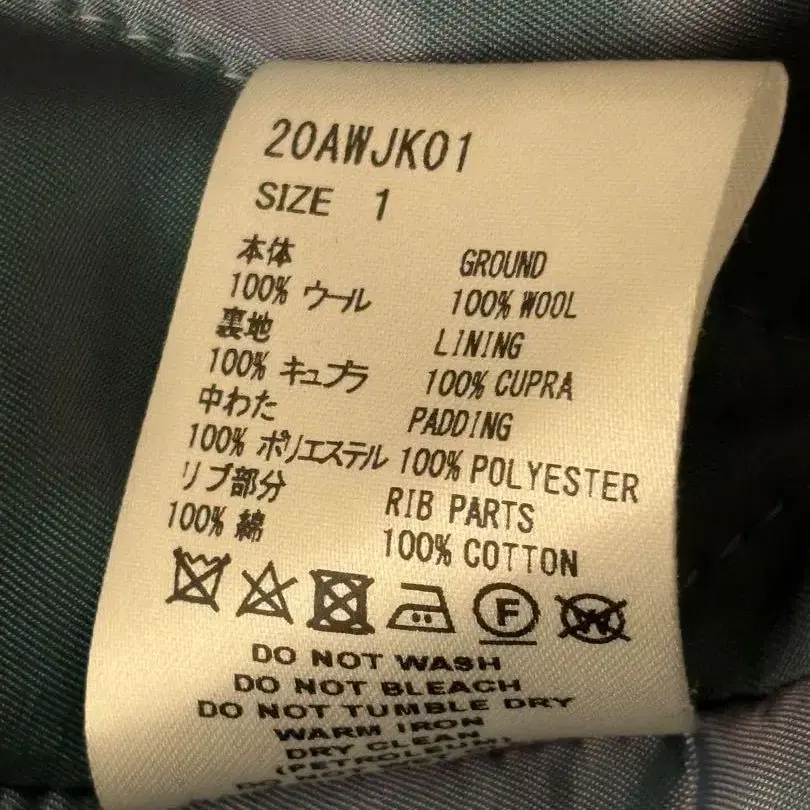 20AWJK01
SIZE 1
本体 GROUND
100% ウール 100% WOOL
裏地 LINING
100% キュプラ 100% CUPRA
中わた PADDING
100% ポリエステル 100% POLYESTER
リブ部分 RIB PARTS
100% 綿 100% COTTON
F W
DO NOT WASH
DO NOT BLEACH
DO NOT TUMBLE DRY
WARM IRON
DRY CLEAN
(PETROLEUM)
DO NOT